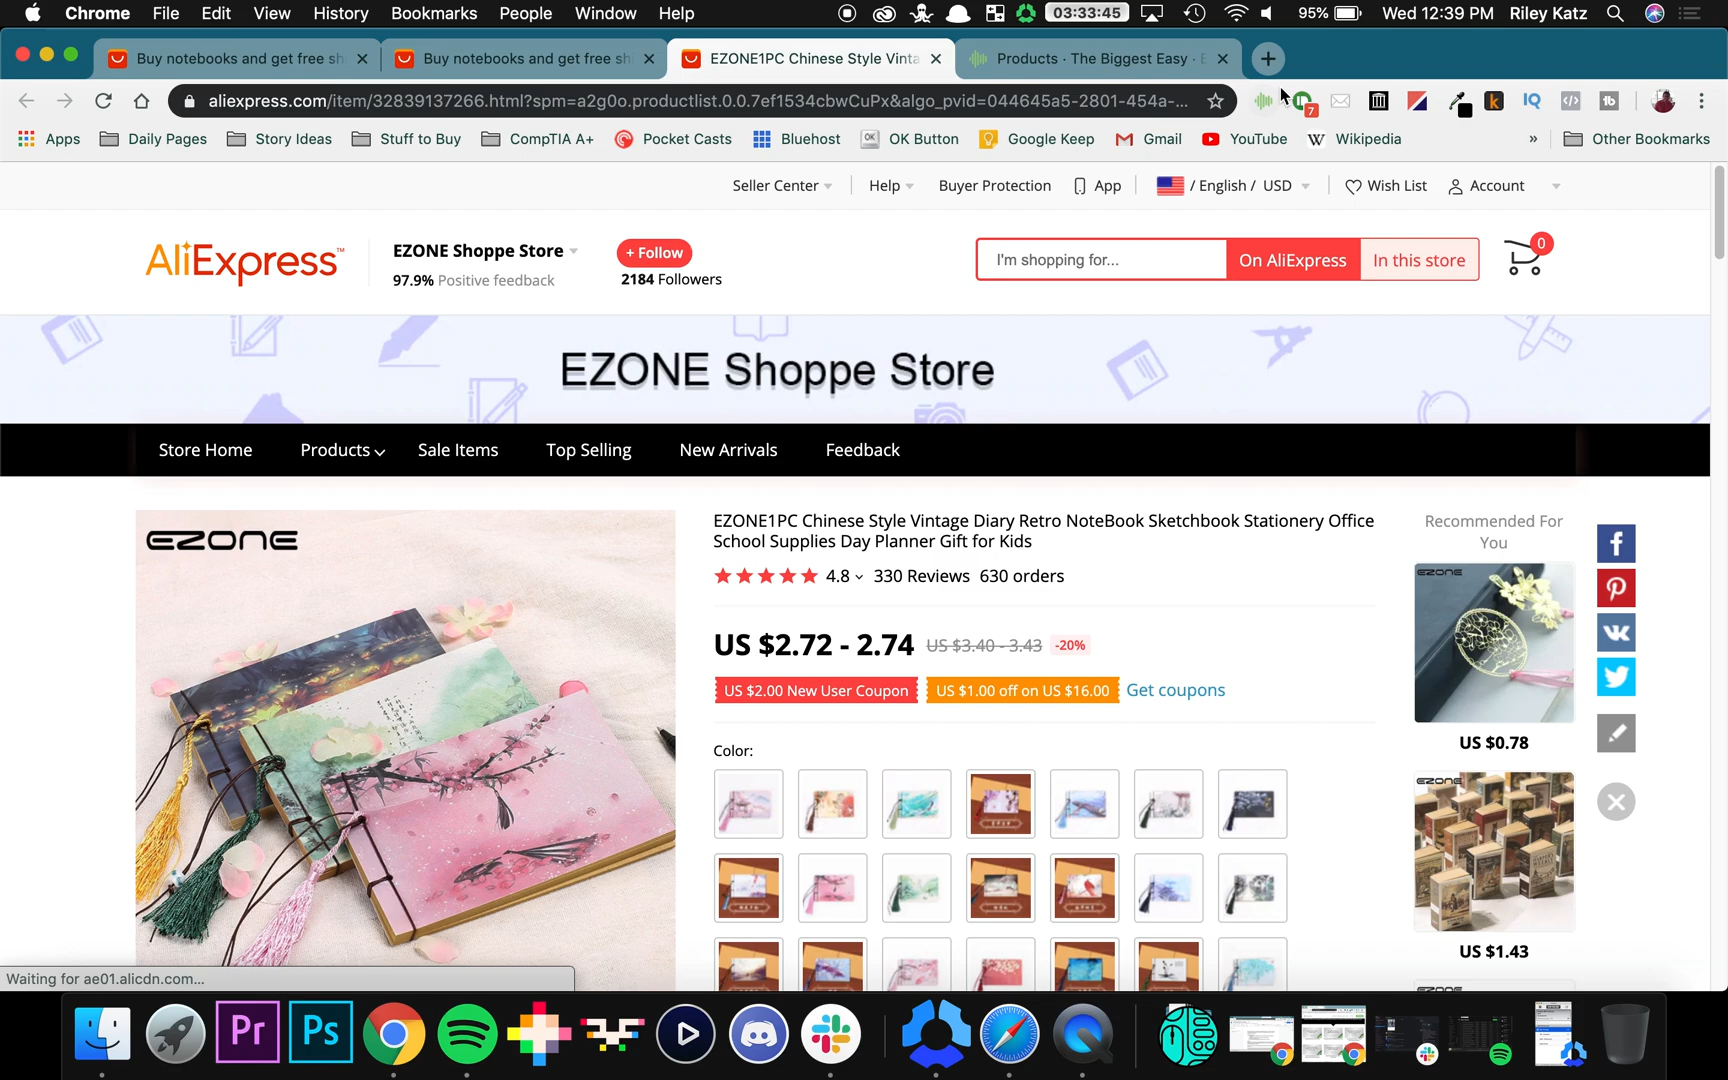 Chrome File Edit View History Bookmarks People Window Help 03:33:45 95% Wed 12:39 PM Riley Katz
Buy notebooks and get free sh Buy notebooks and get free sh EZONE1PC Chinese Style Vinta Products · The Biggest Easy · E
aliexpress.com/item/32839137266.html?spm=a2g0o.productlist.0.0.7ef1534cbwCuPx&algo_pvid=044645a5-2801-454a-... 7 k IQ
Apps Daily Pages Story Ideas Stuff to Buy CompTIA A+ Pocket Casts Bluehost OK Button Google Keep Gmail YouTube W Wikipedia » Other Bookmarks
Seller Center Help Buyer Protection App / English / USD Wish List Account
AliExpress™ EZONE Shoppe Store + Follow I'm shopping for... On AliExpress In this store 0
97.9% Positive feedback 2184 Followers
EZONE Shoppe Store
Store Home Products Sale Items Top Selling New Arrivals Feedback
EZONE
EZONE1PC Chinese Style Vintage Diary Retro NoteBook Sketchbook Stationery Office
School Supplies Day Planner Gift for Kids
4.8 330 Reviews 630 orders
US $2.72 - 2.74 US $3.40 - 3.43 -20%
US $2.00 New User Coupon US $1.00 off on US $16.00 Get coupons
Color:
Recommended For
You
EZONE
US $0.78
EZONE
US $1.43
Waiting for ae01.alicdn.com...
Pr Ps